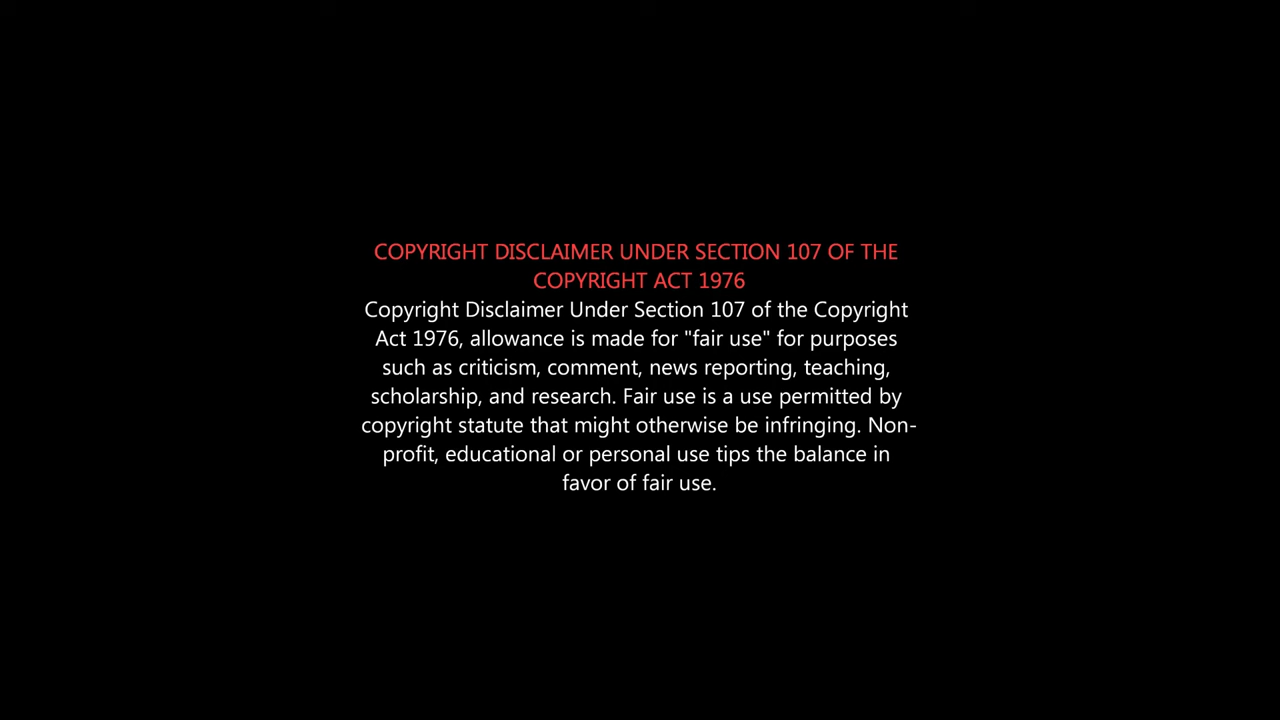 COPYRIGHT DISCLAIMER UNDER SECTION 107 OF THE
COPYRIGHT ACT 1976
Copyright Disclaimer Under Section 107 of the Copyright
Act 1976, allowance is made for "fair use" for purposes
such as criticism, comment, news reporting, teaching,
scholarship, and research. Fair use is a use permitted by
copyright statute that might otherwise be infringing. Non-
profit, educational or personal use tips the balance in
favor of fair use.